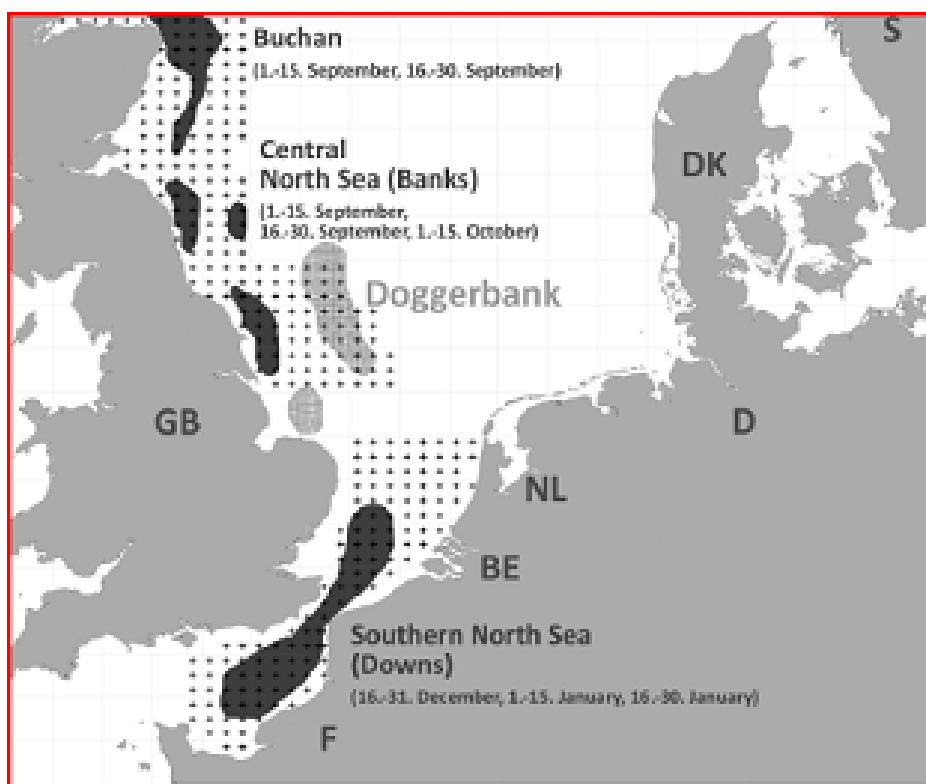 S
Buchan
(1.-15. September, 16.-30. September)
Central
North Sea (Banks)
(1.-15. September,
16.-30. September, 1.-15. October)
DK
Doggerbank
GB
D
NL
BE
Southern North Sea
(Downs)
(16.-31. December, 1.-15. January, 16.-30. January)
F